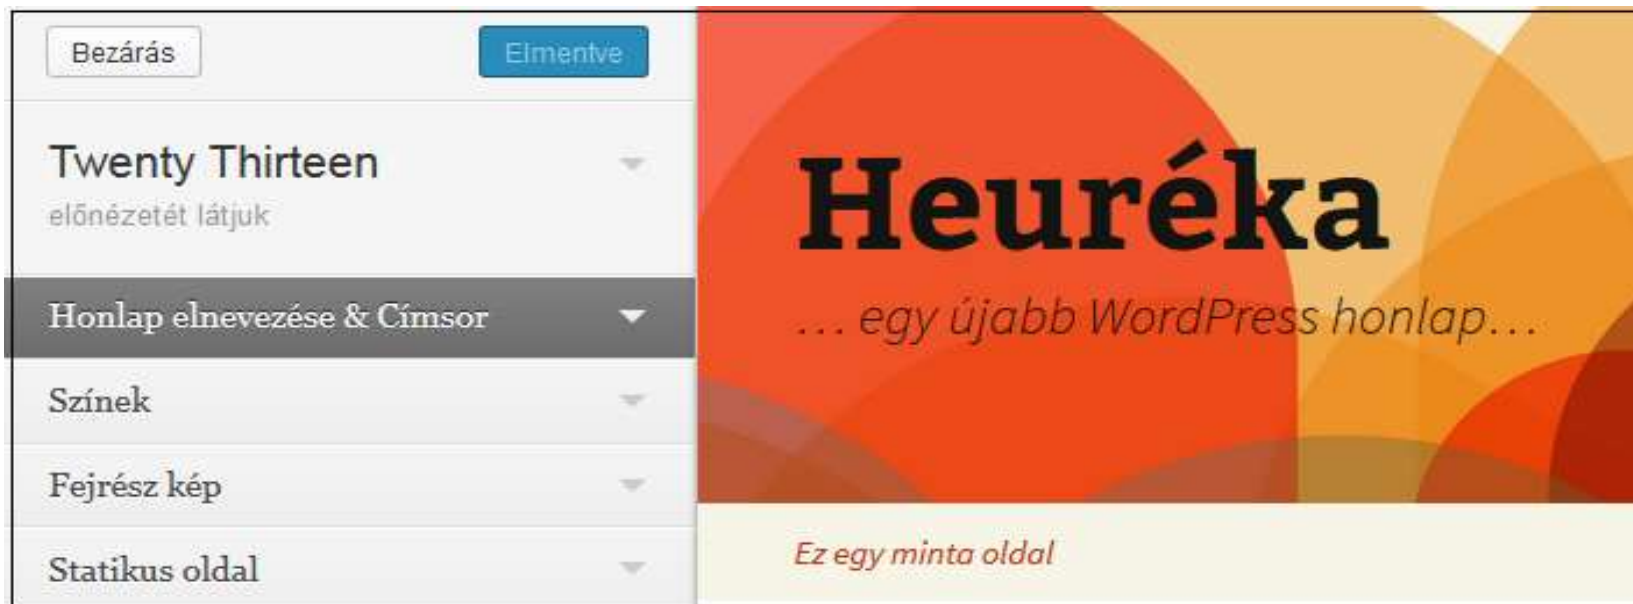 Bezárás
Elmentve
Twenty Thirteen
előnézetét látjuk
Honlap elnevezése & Címsor
Színek
Fejrész kép
Statikus oldal
Heuréka
... egy újabb WordPress honlap...
Ez egy minta oldal